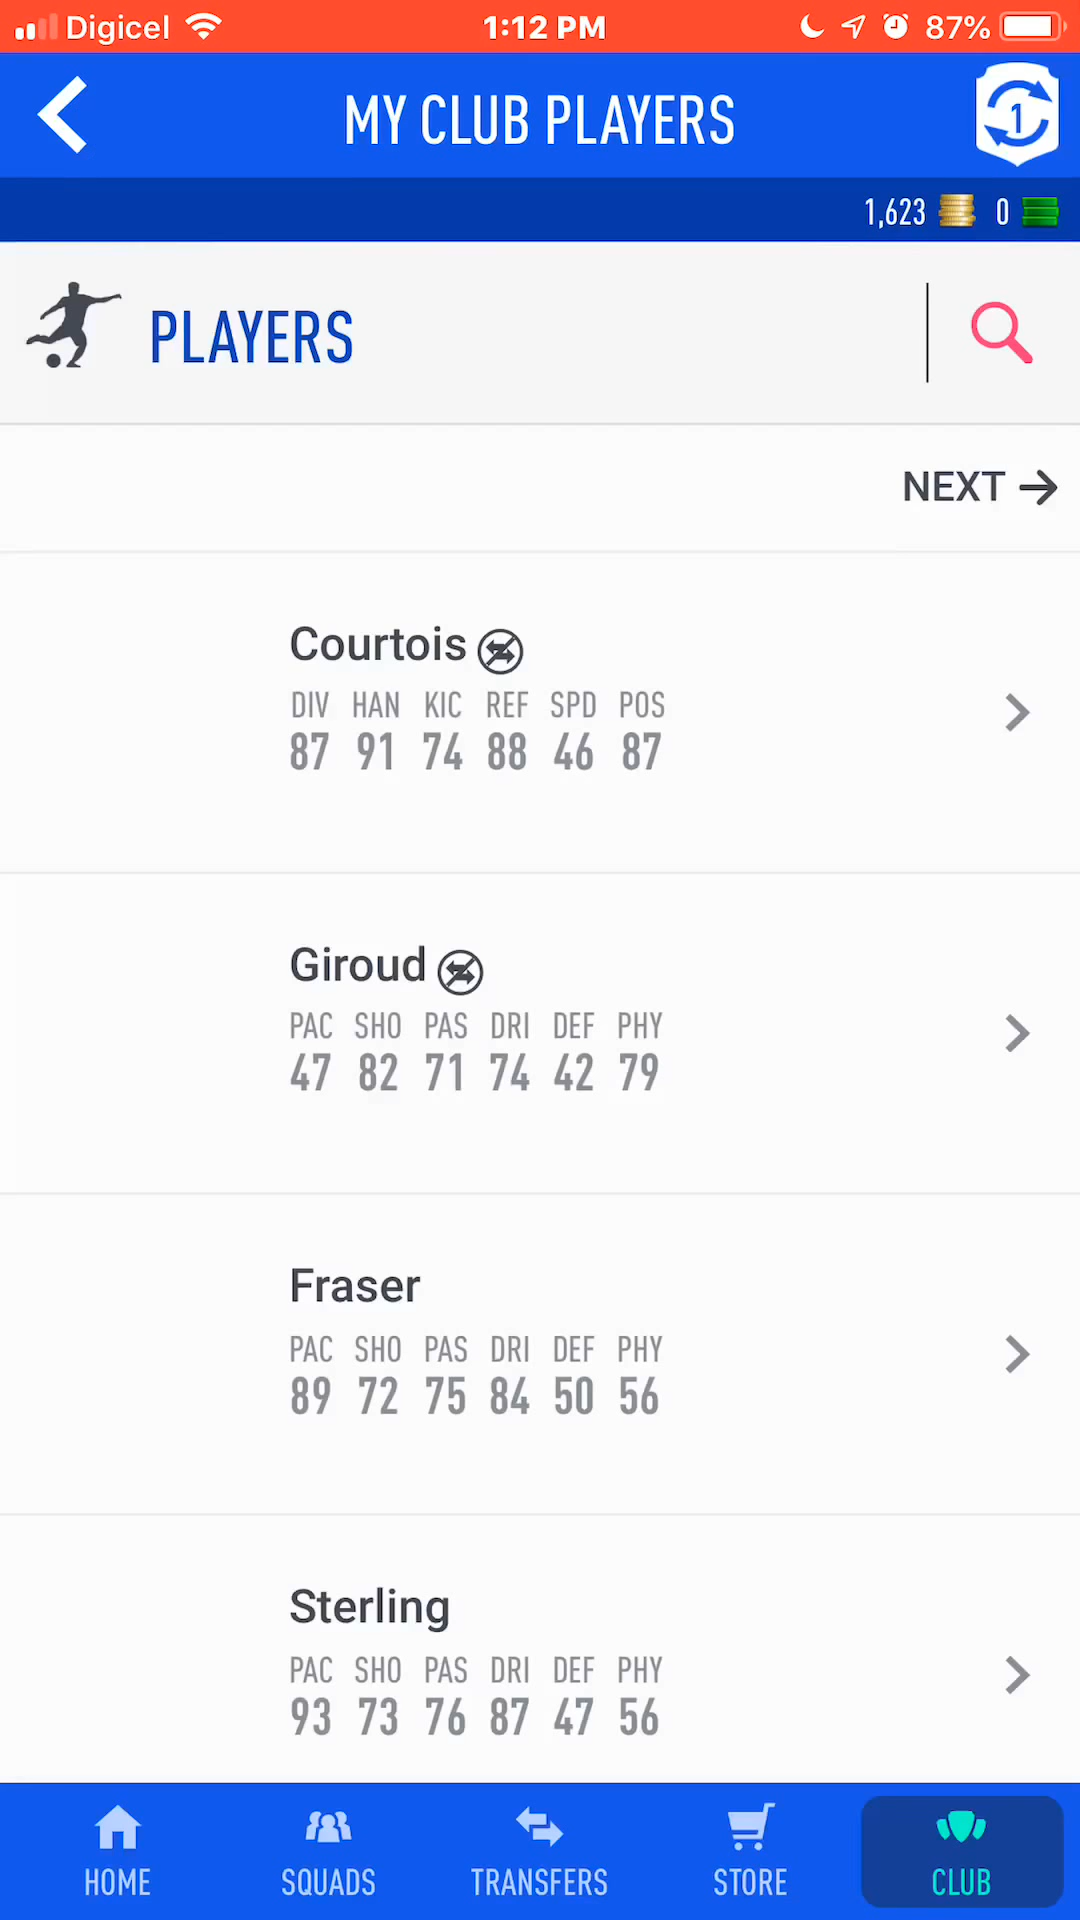 Digicel 1:12 PM 87%
MY CLUB PLAYERS
1
1,623 0
PLAYERS
NEXT →
Courtois
DIV HAN KIC REF SPD POS
87 91 74 88 46 87
Giroud
PAC SHO PAS DRI DEF PHY
47 82 71 74 42 79
Fraser
PAC SHO PAS DRI DEF PHY
89 72 75 84 50 56
Sterling
PAC SHO PAS DRI DEF PHY
93 73 76 87 47 56
HOME SQUADS TRANSFERS STORE CLUB